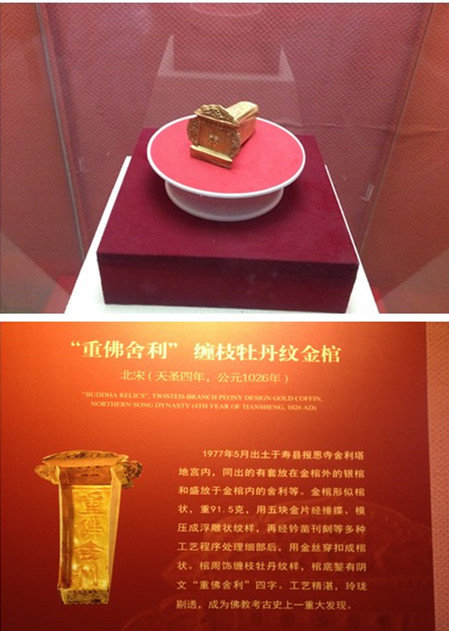 “重佛舍利” 缠枝牡丹纹金棺
北宋（天圣四年，公元1026年）
"BUDDHA RELICS", TWISTED-BRANCH PEONY DESIGN GOLD COFFIN,
NORTHERN SONG DYNASTY (4TH YEAR OF TIANSHENG, 1026 AD)
1977年5月出土于寿县报恩寺舍利塔
地宫内，同出的有套放在金棺外的银棺
和盛放于金棺内的舍利等。金棺形似棺
状，重91.5克，用五块金片经捶揲、模
压成浮雕状纹样，再经錾凿刊刻等多种
工艺程序处理细部后，用金丝穿扣成棺
状。棺周饰缠枝牡丹纹样，棺底錾有阴
文“重佛舍利”四字。工艺精湛，玲珑
剔透，成为佛教考古史上一重大发现。
重佛舍利